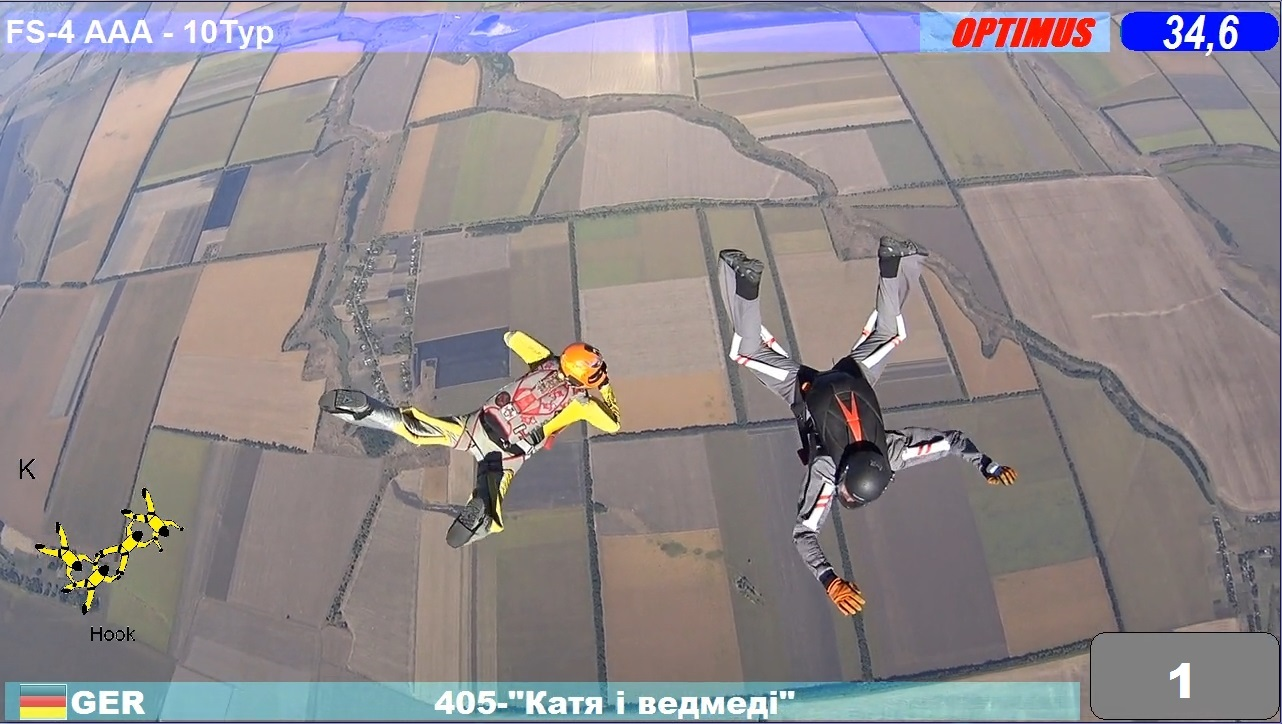 FS-4 AAA - 10Тур
OPTIMUS
34,6
K
Hook
GER
405-"Катя і ведмеді"
1